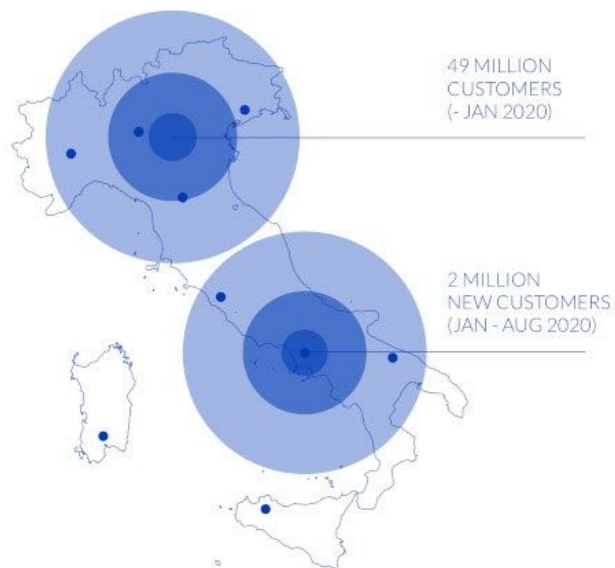 49 MILLION
CUSTOMERS
(- JAN 2020)
2 MILLION
NEW CUSTOMERS
(JAN - AUG 2020)